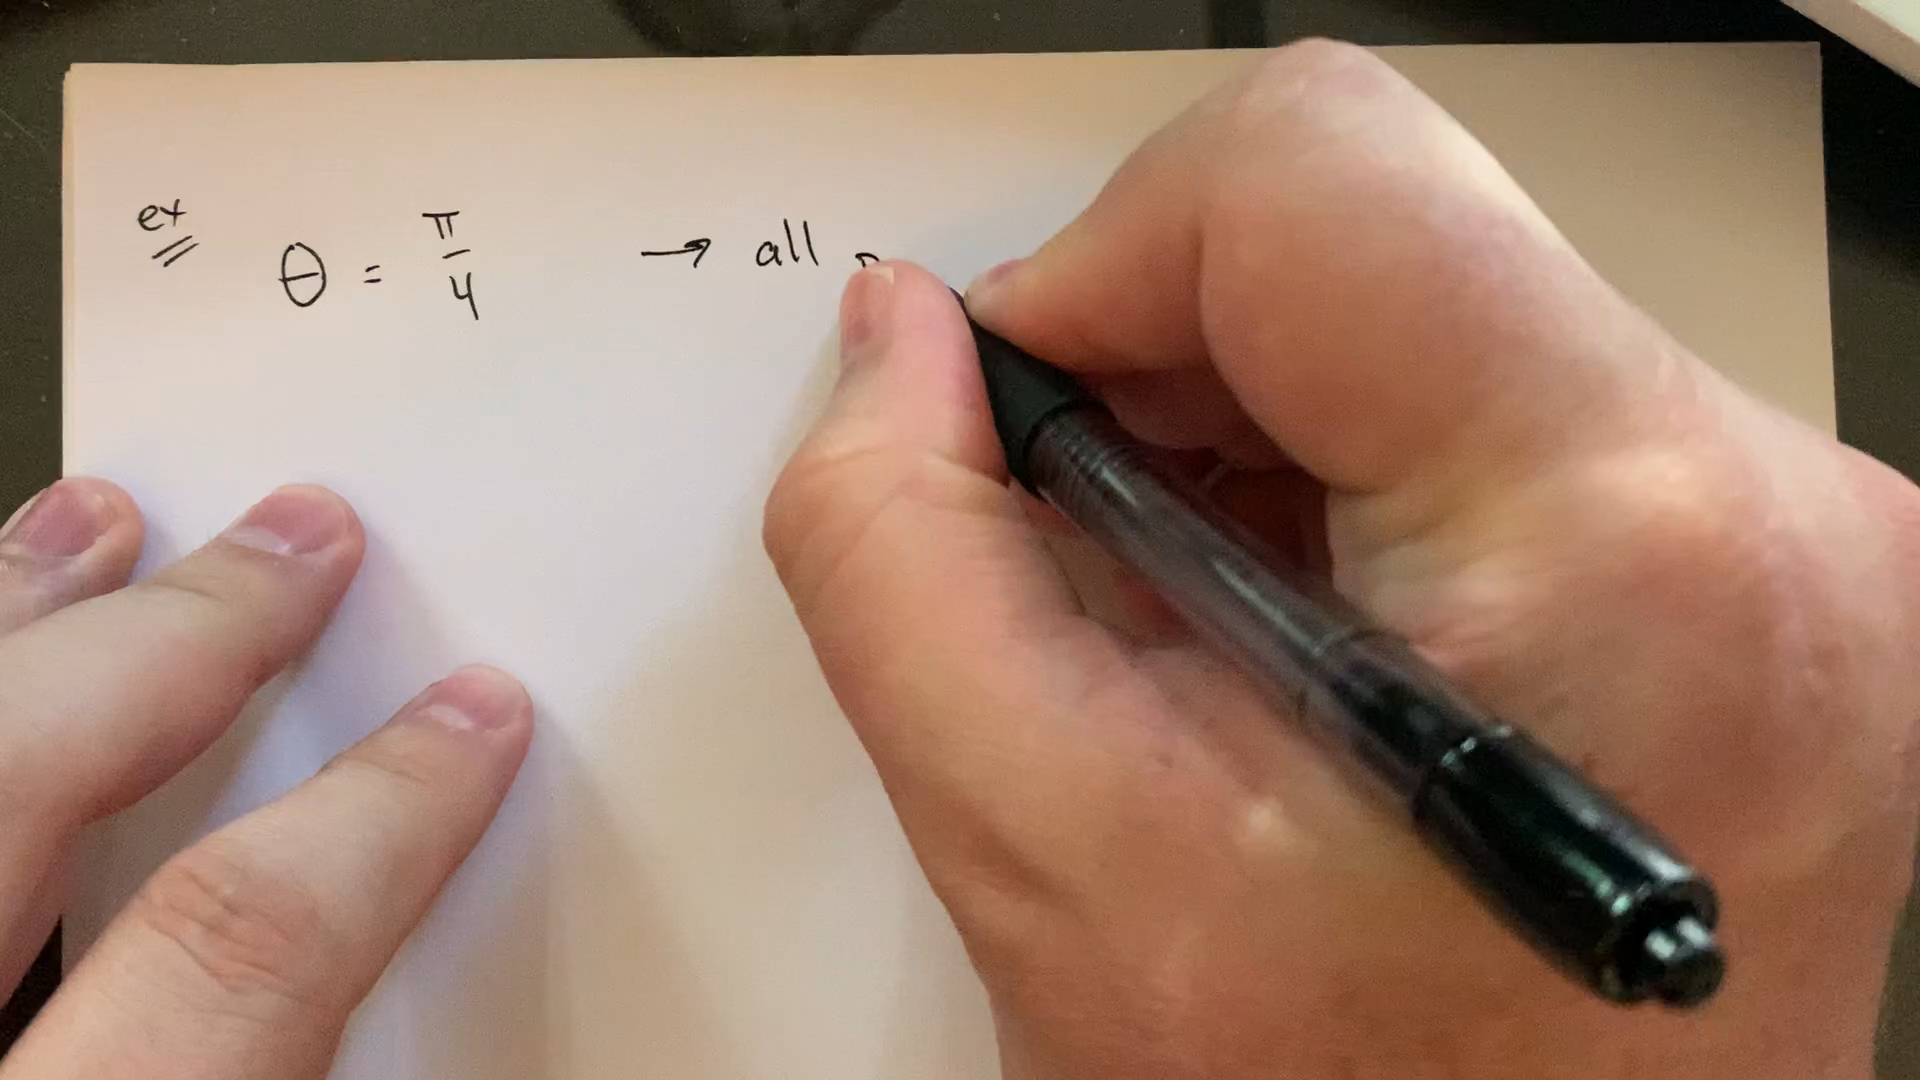 ex
θ = π/4 → all